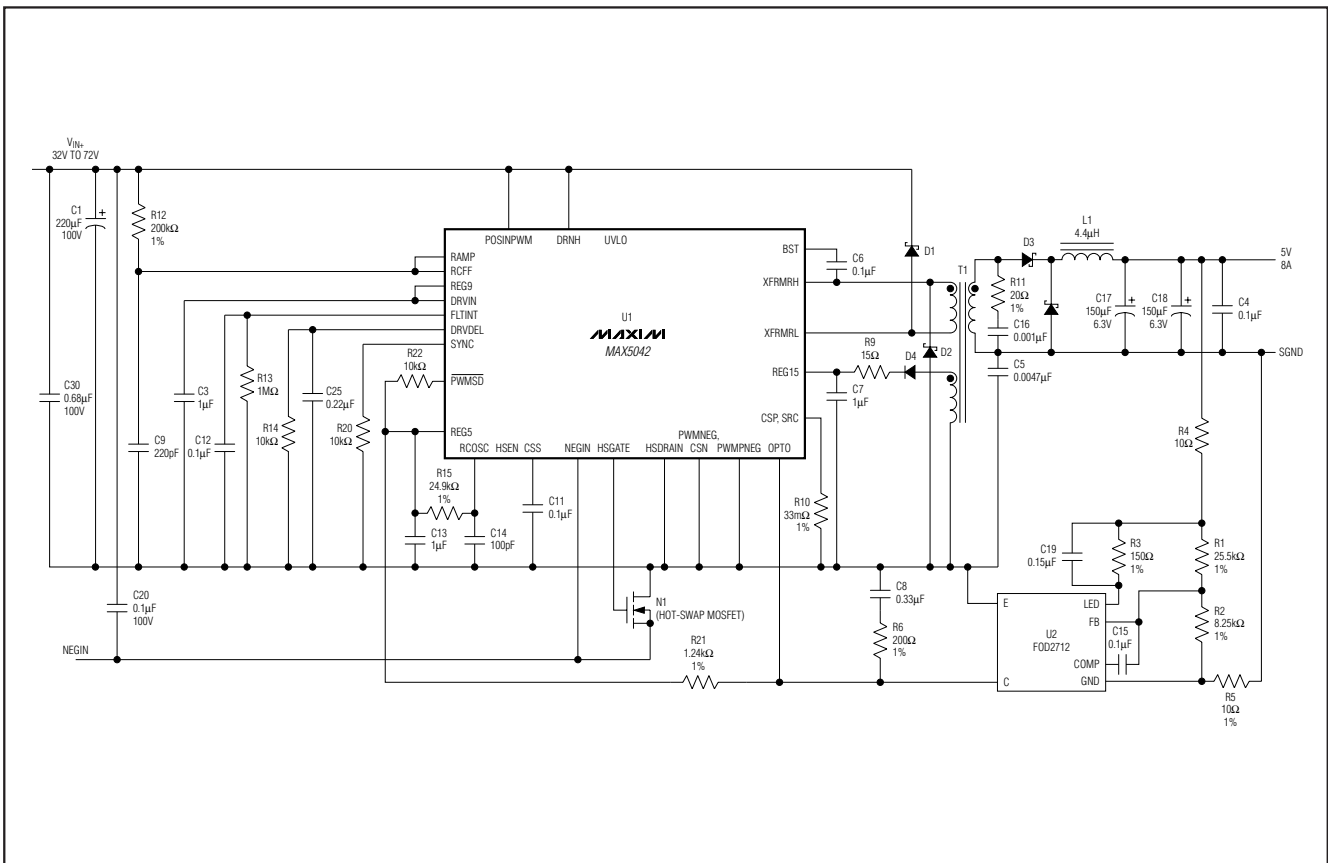 VIN+
32V TO 72V
C1
220µF
100V
R12
200kΩ
1%
C30
0.68µF
100V
C9
220pF
C3
1µF
C12
0.1µF
R13
1MΩ
R14
10kΩ
C25
0.22µF
R20
10kΩ
R22
10kΩ
POSINPWM
DRNH
UVLO
RAMP
RCFF
REG9
DRVIN
FLTINT
DRVDEL
SYNC
PWMSD
REG5
U1
MAXIM
MAX5042
BST
XFRMRH
XFRMRL
REG15
CSP, SRC
RCOSC
HSEN
CSS
NEGIN
HSGATE
HSDRAIN
PWMNEG,
CSN
PWMPNEG
OPTO
R15
24.9kΩ
1%
C13
1µF
C14
100pF
C11
0.1µF
C6
0.1µF
D1
T1
D2
R9
15Ω
D4
C7
1µF
R10
33mΩ
1%
R11
20Ω
1%
C16
0.001µF
C5
0.0047µF
D3
L1
4.4µH
C17
150µF
6.3V
C18
150µF
6.3V
C4
0.1µF
5V
8A
SGND
R4
10Ω
C19
0.15µF
R3
150Ω
1%
R1
25.5kΩ
1%
R2
8.25kΩ
1%
C15
0.1µF
R5
10Ω
1%
E
C
LED
FB
COMP
GND
U2
FOD2712
C8
0.33µF
R6
200Ω
1%
R21
1.24kΩ
1%
N1
(HOT-SWAP MOSFET)
C20
0.1µF
100V
NEGIN